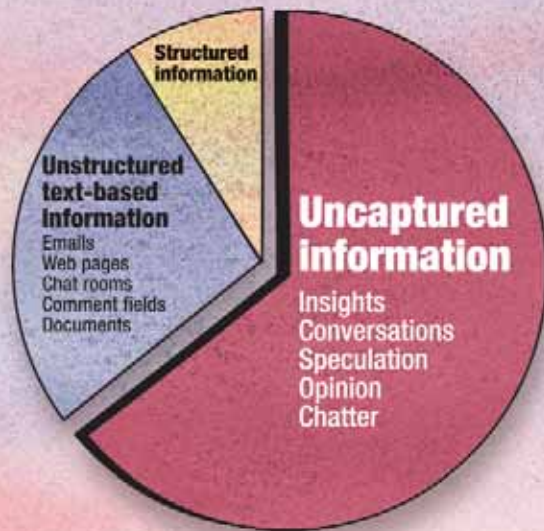 Structured
information
Unstructured
text-based
Information
Emails
Web pages
Chat rooms
Comment fields
Documents
Uncaptured
information
Insights
Conversations
Speculation
Opinion
Chatter